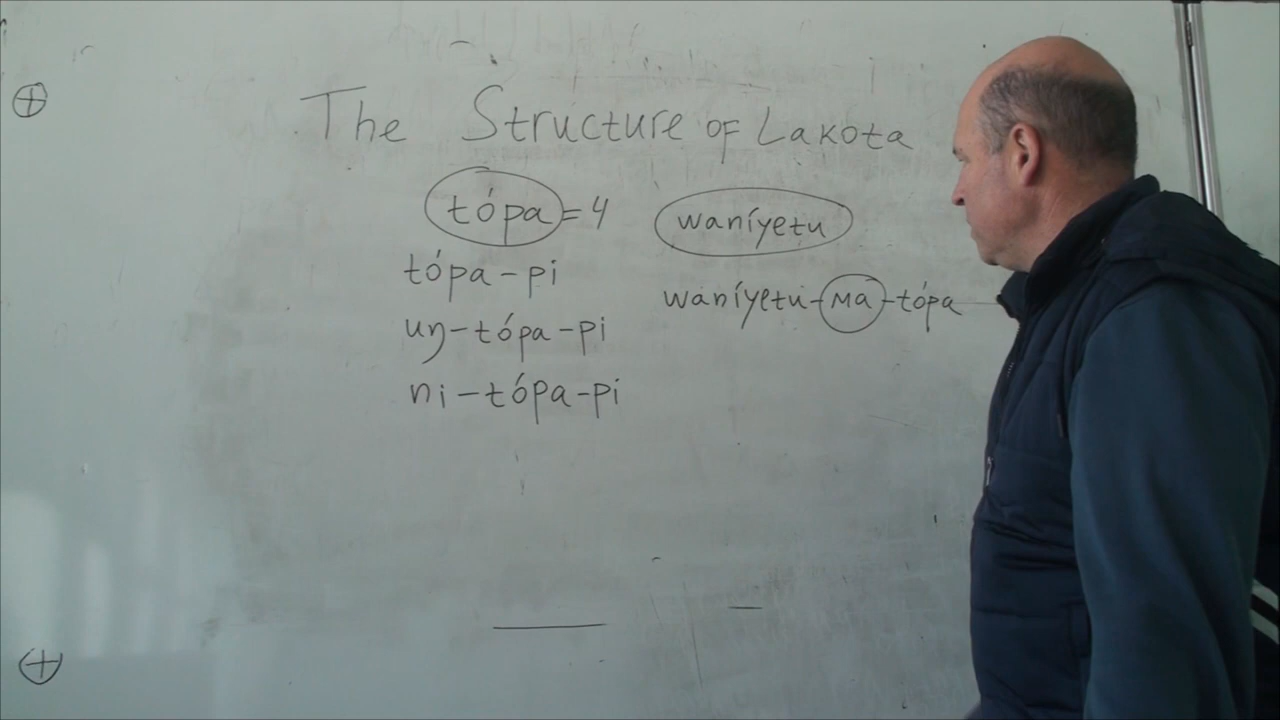 The Structure of Lakota
tópa = 4
tópa - pi
uŋ - tópa - pi
ni - tópa - pi
waníyetu
waníyetu - ma - tópa